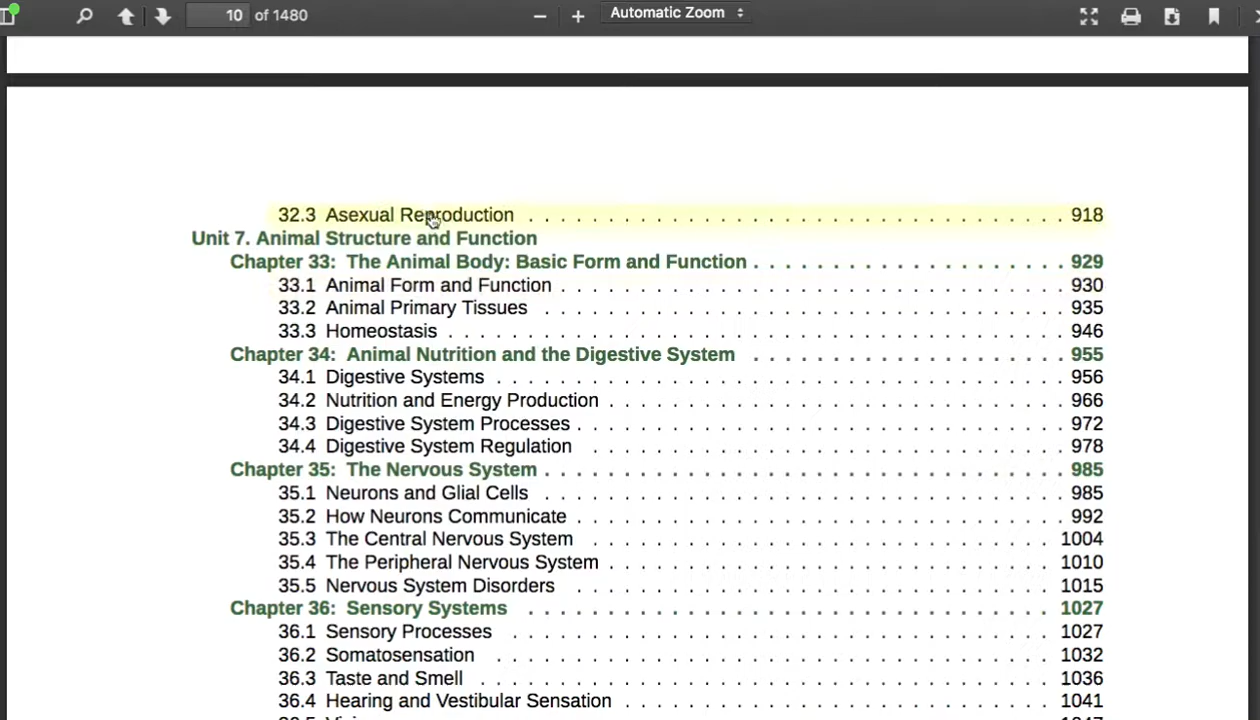 10 of 1480 Automatic Zoom
32.3 Asexual Reproduction . . . . . . . . . . . . . . . . . . . . . . . . . . . . . . . . . 918
Unit 7. Animal Structure and Function
Chapter 33: The Animal Body: Basic Form and Function . . . . . . . . . . . . . . . . . . . 929
33.1 Animal Form and Function . . . . . . . . . . . . . . . . . . . . . . . . . . . . . . . 930
33.2 Animal Primary Tissues . . . . . . . . . . . . . . . . . . . . . . . . . . . . . . . . 935
33.3 Homeostasis . . . . . . . . . . . . . . . . . . . . . . . . . . . . . . . . . . . . . . 946
Chapter 34: Animal Nutrition and the Digestive System . . . . . . . . . . . . . . . . . . . 955
34.1 Digestive Systems . . . . . . . . . . . . . . . . . . . . . . . . . . . . . . . . . . . 956
34.2 Nutrition and Energy Production . . . . . . . . . . . . . . . . . . . . . . . . . . . . 966
34.3 Digestive System Processes . . . . . . . . . . . . . . . . . . . . . . . . . . . . . . 972
34.4 Digestive System Regulation . . . . . . . . . . . . . . . . . . . . . . . . . . . . . 978
Chapter 35: The Nervous System . . . . . . . . . . . . . . . . . . . . . . . . . . . . . . . . 985
35.1 Neurons and Glial Cells . . . . . . . . . . . . . . . . . . . . . . . . . . . . . . . . 985
35.2 How Neurons Communicate . . . . . . . . . . . . . . . . . . . . . . . . . . . . . . 992
35.3 The Central Nervous System . . . . . . . . . . . . . . . . . . . . . . . . . . . . 1004
35.4 The Peripheral Nervous System . . . . . . . . . . . . . . . . . . . . . . . . . . . 1010
35.5 Nervous System Disorders . . . . . . . . . . . . . . . . . . . . . . . . . . . . . 1015
Chapter 36: Sensory Systems . . . . . . . . . . . . . . . . . . . . . . . . . . . . . . . . 1027
36.1 Sensory Processes . . . . . . . . . . . . . . . . . . . . . . . . . . . . . . . . . 1027
36.2 Somatosensation . . . . . . . . . . . . . . . . . . . . . . . . . . . . . . . . . . 1032
36.3 Taste and Smell . . . . . . . . . . . . . . . . . . . . . . . . . . . . . . . . . . . 1036
36.4 Hearing and Vestibular Sensation . . . . . . . . . . . . . . . . . . . . . . . . . . 1041